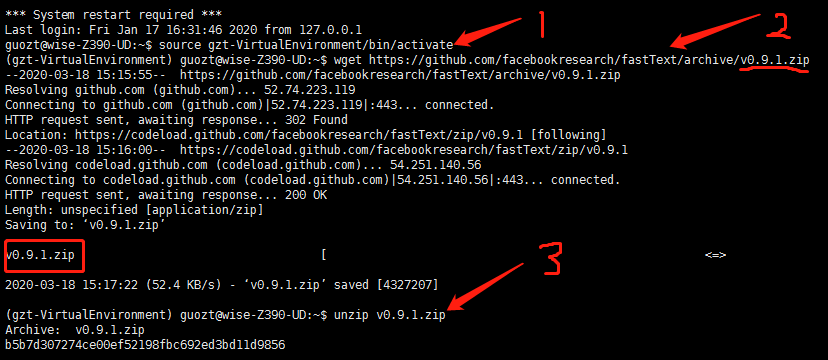 *** System restart required ***
Last login: Fri Jan 17 16:31:46 2020 from 127.0.0.1
guozt@wise-Z390-UD:~$ source gzt-VirtualEnvironment/bin/activate
(gzt-VirtualEnvironment) guozt@wise-Z390-UD:~$ wget https://github.com/facebookresearch/fastText/archive/v0.9.1.zip
--2020-03-18 15:15:55--  https://github.com/facebookresearch/fastText/archive/v0.9.1.zip
Resolving github.com (github.com)... 52.74.223.119
Connecting to github.com (github.com)|52.74.223.119|:443... connected.
HTTP request sent, awaiting response... 302 Found
Location: https://codeload.github.com/facebookresearch/fastText/zip/v0.9.1 [following]
--2020-03-18 15:16:00--  https://codeload.github.com/facebookresearch/fastText/zip/v0.9.1
Resolving codeload.github.com (codeload.github.com)... 54.251.140.56
Connecting to codeload.github.com (codeload.github.com)|54.251.140.56|:443... connected.
HTTP request sent, awaiting response... 200 OK
Length: unspecified [application/zip]
Saving to: ‘v0.9.1.zip’
v0.9.1.zip [ <=>
2020-03-18 15:17:22 (52.4 KB/s) - ‘v0.9.1.zip’ saved [4327207]
(gzt-VirtualEnvironment) guozt@wise-Z390-UD:~$ unzip v0.9.1.zip
Archive:  v0.9.1.zip
b5b7d307274ce00ef52198fbc692ed3bd11d9856
1
2
3